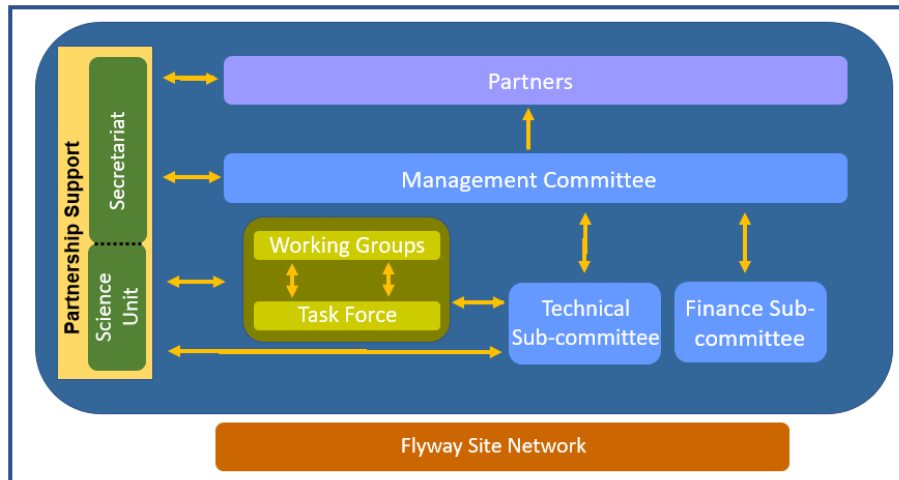 Partnership Support
Secretariat
Science
Unit
Partners
Management Committee
Working Groups
Task Force
Technical
Sub-committee
Finance Sub-
committee
Flyway Site Network